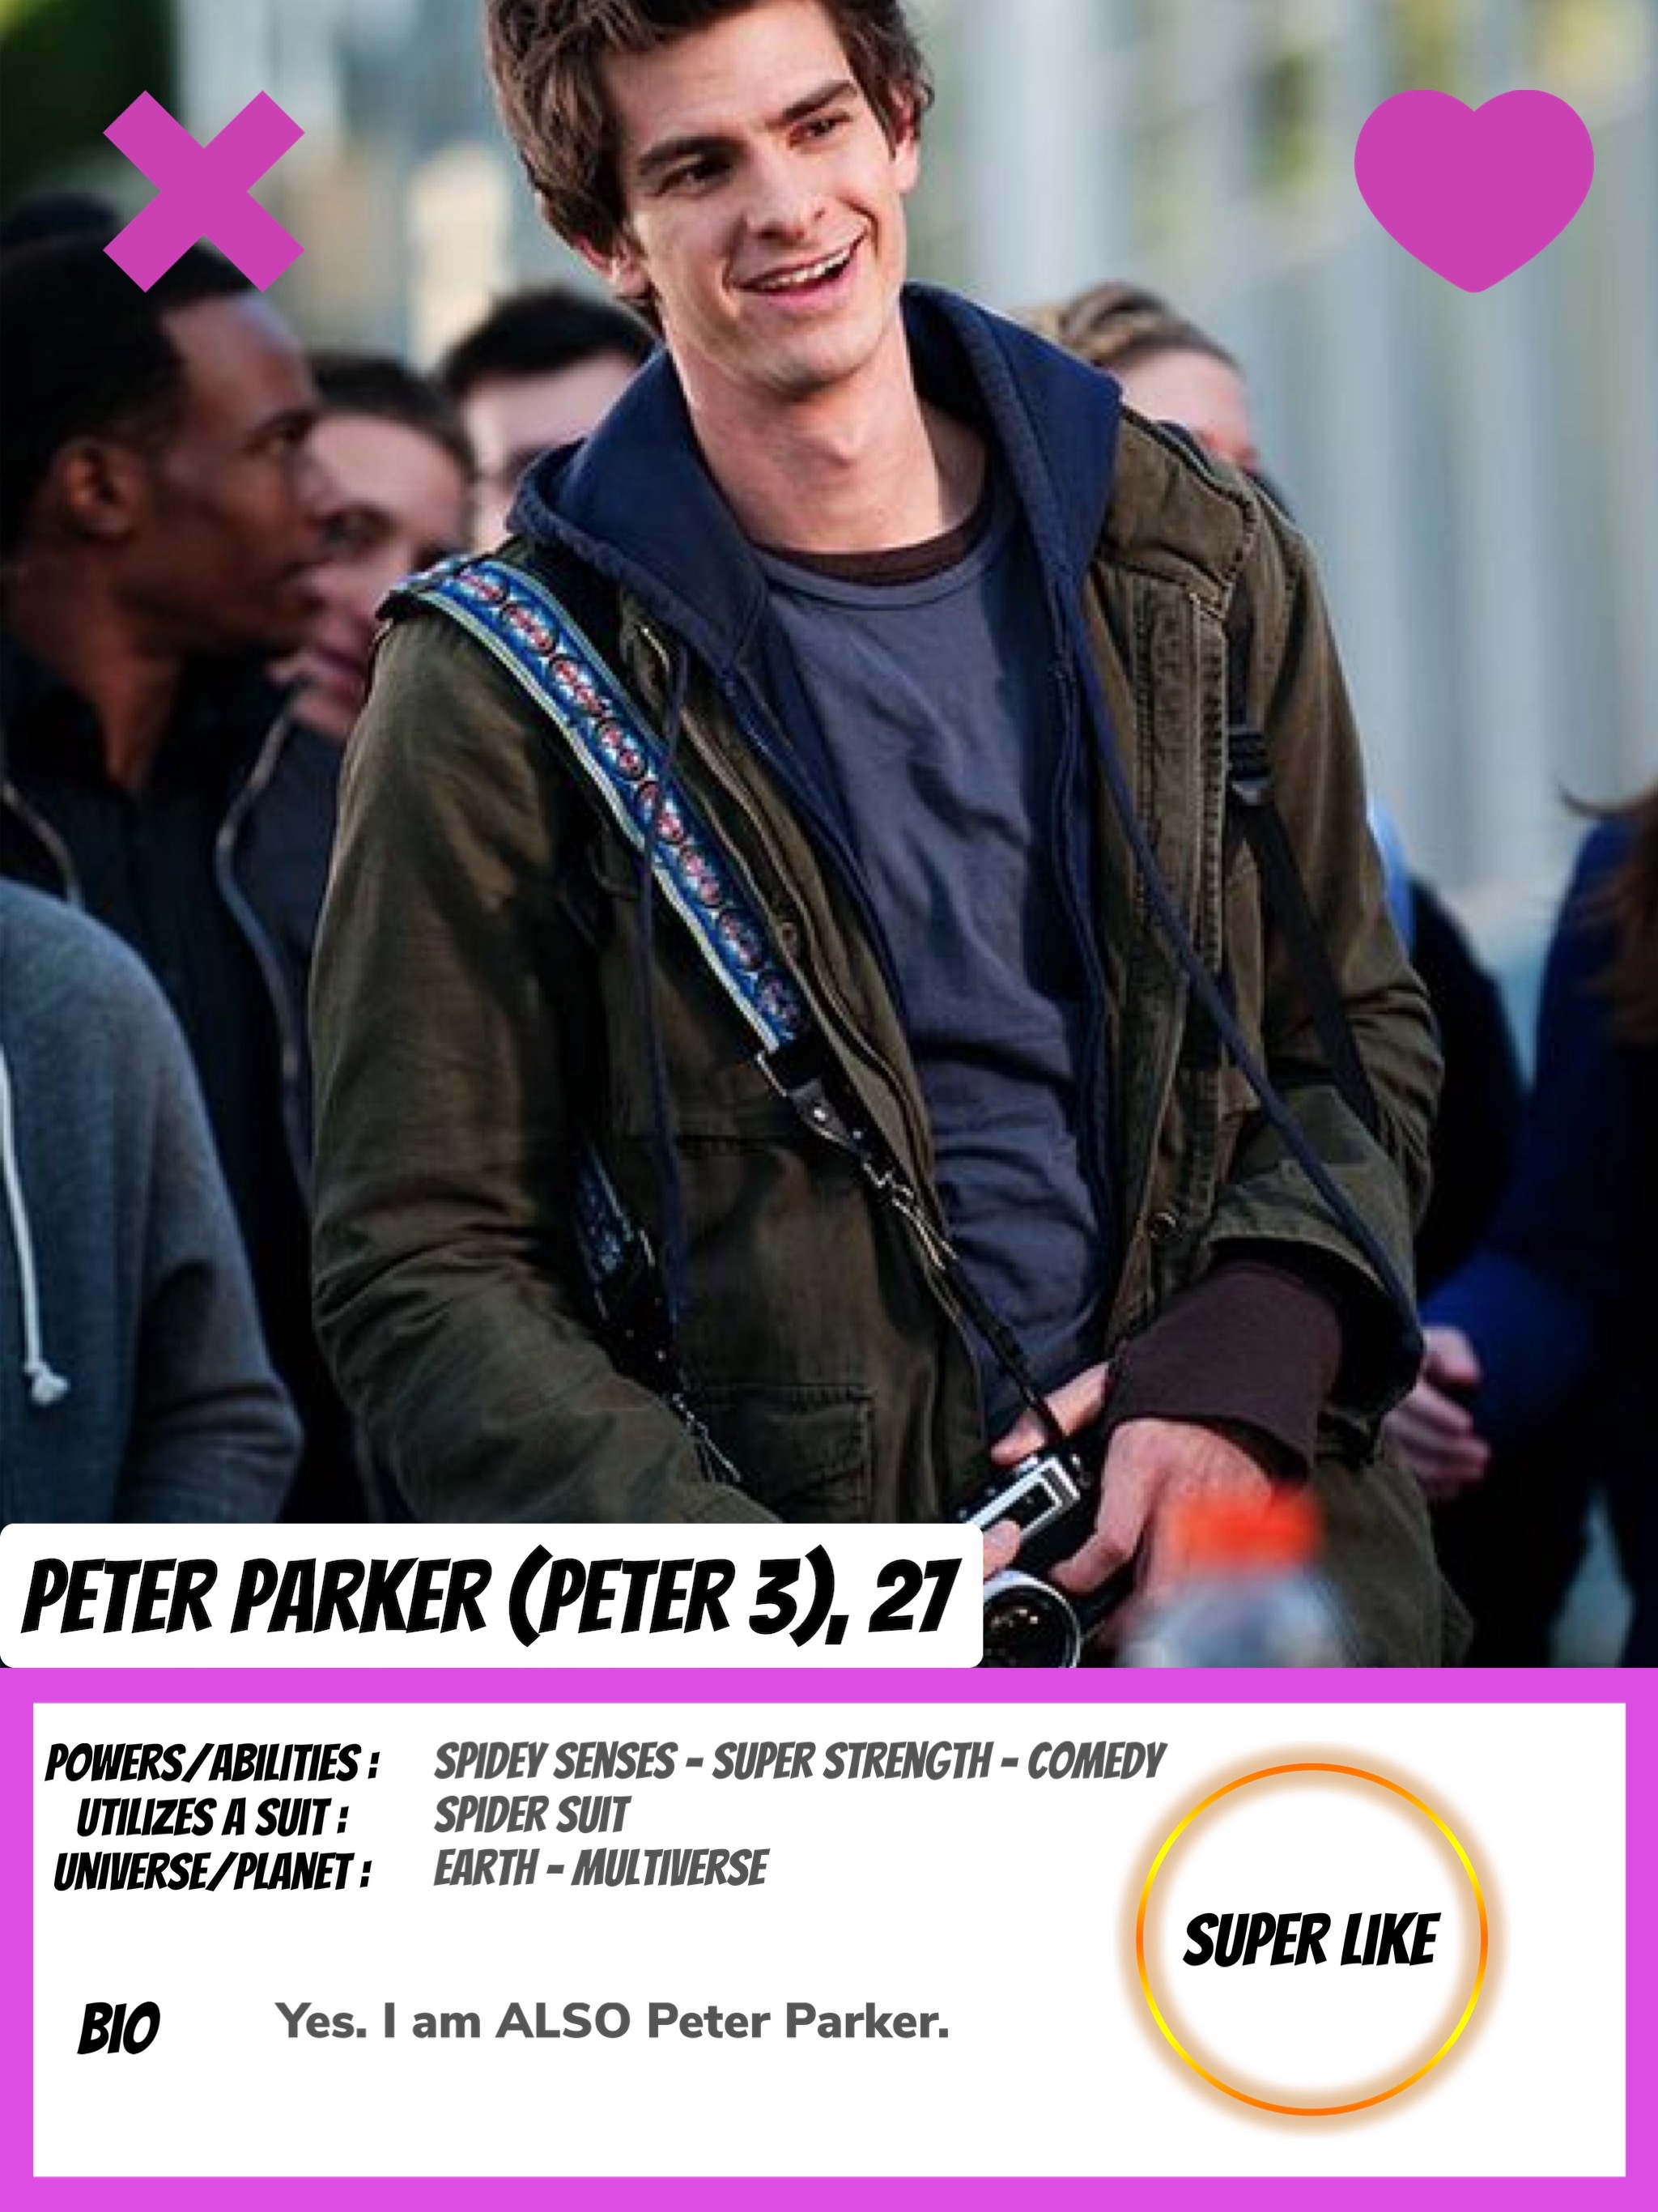 PETER PARKER (PETER 3), 27
POWERS/ABILITIES : SPIDEY SENSES - SUPER STRENGTH - COMEDY
UTILIZES A SUIT : SPIDER SUIT
UNIVERSE/PLANET : EARTH - MULTIVERSE
SUPER LIKE
BIO Yes. I am ALSO Peter Parker.